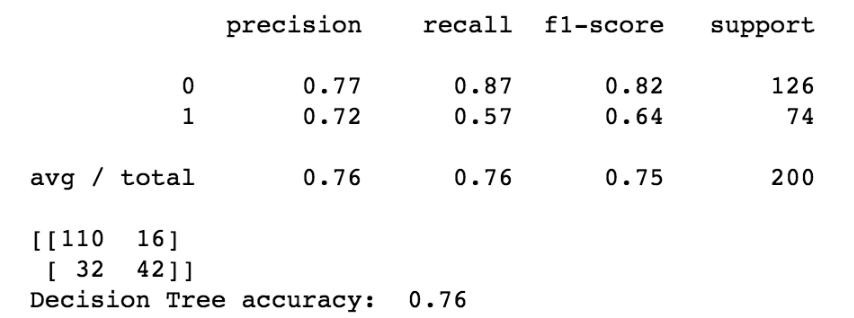 precision recall f1-score support
0 0.77 0.87 0.82 126
1 0.72 0.57 0.64 74
avg / total 0.76 0.76 0.75 200
[[110 16]
[ 32 42]]
Decision Tree accuracy: 0.76